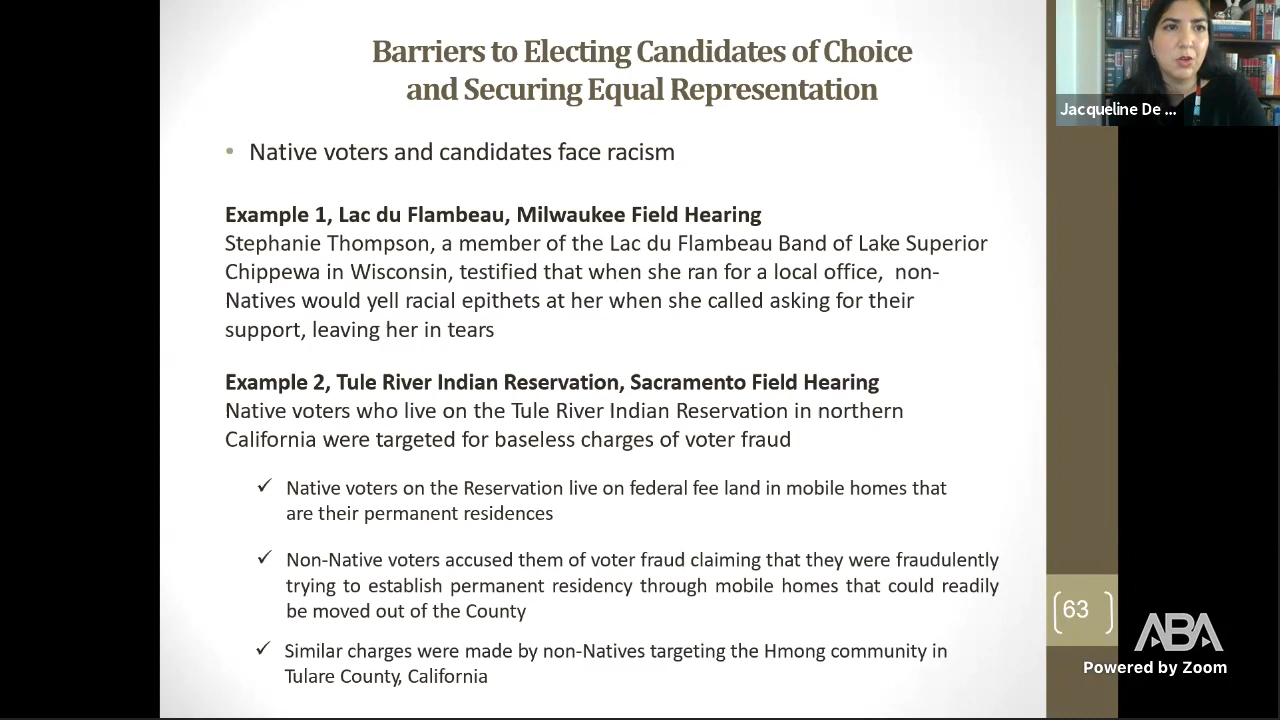 Barriers to Electing Candidates of Choice
and Securing Equal Representation
Jacqueline De ...
• Native voters and candidates face racism
Example 1, Lac du Flambeau, Milwaukee Field Hearing
Stephanie Thompson, a member of the Lac du Flambeau Band of Lake Superior
Chippewa in Wisconsin, testified that when she ran for a local office, non-
Natives would yell racial epithets at her when she called asking for their
support, leaving her in tears
Example 2, Tule River Indian Reservation, Sacramento Field Hearing
Native voters who live on the Tule River Indian Reservation in northern
California were targeted for baseless charges of voter fraud
✓ Native voters on the Reservation live on federal fee land in mobile homes that
are their permanent residences
✓ Non-Native voters accused them of voter fraud claiming that they were fraudulently
trying to establish permanent residency through mobile homes that could readily
be moved out of the County
✓ Similar charges were made by non-Natives targeting the Hmong community in
Tulare County, California
63
ABA
Powered by Zoom